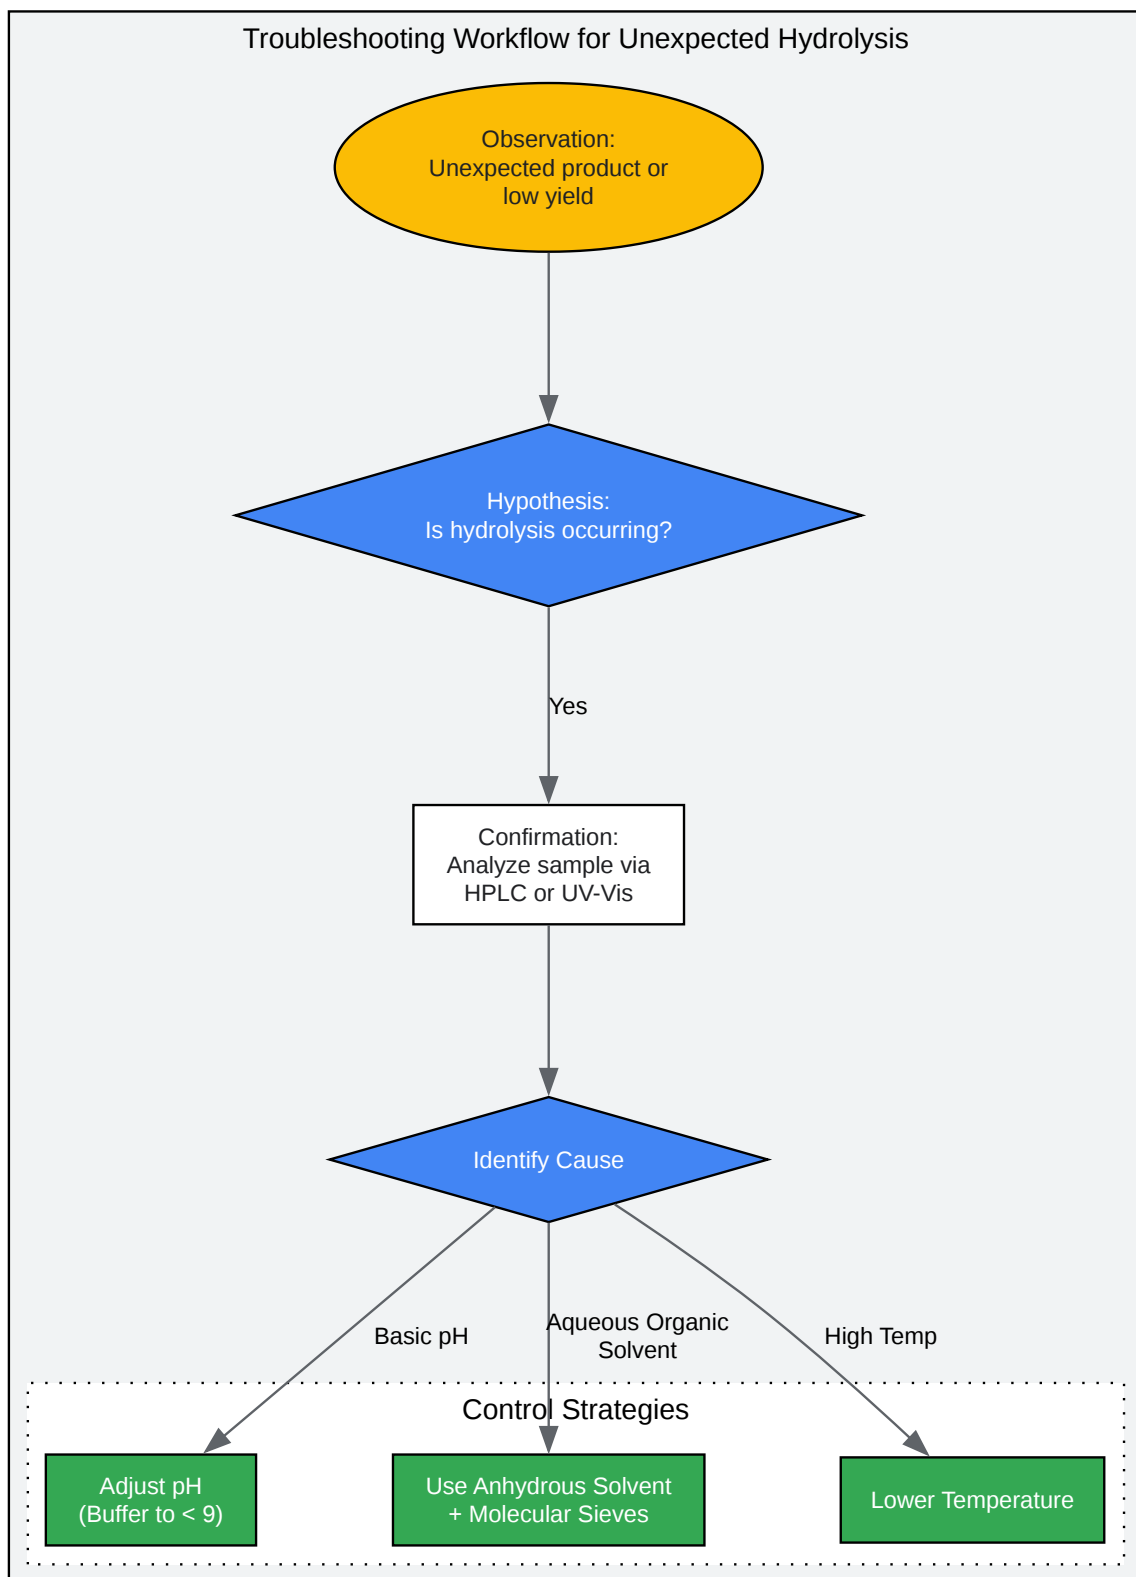 Troubleshooting Workflow for Unexpected Hydrolysis
Observation:
Unexpected product or
low yield
Hypothesis:
Is hydrolysis occurring?
Yes
Confirmation:
Analyze sample via
HPLC or UV-Vis
Identify Cause
Basic pH
Aqueous Organic
Solvent
High Temp
Control Strategies
Adjust pH
(Buffer to < 9)
Use Anhydrous Solvent
+ Molecular Sieves
Lower Temperature